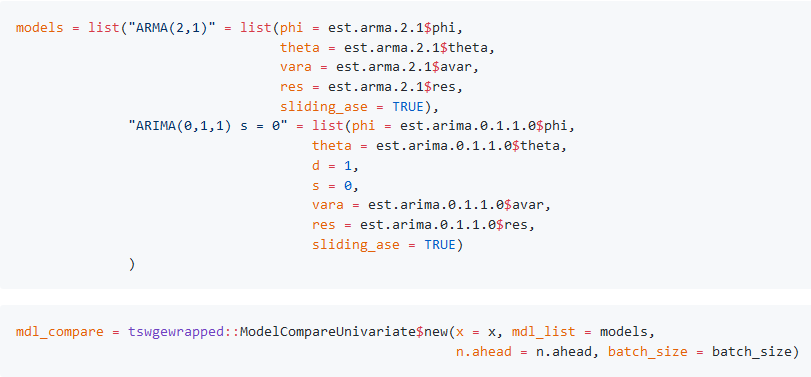 models = list("ARMA(2,1)" = list(phi = est.arma.2.1$phi,
theta = est.arma.2.1$theta,
vara = est.arma.2.1$avar,
res = est.arma.2.1$res,
sliding_ase = TRUE),
"ARIMA(0,1,1) s = 0" = list(phi = est.arima.0.1.1.0$phi,
theta = est.arima.0.1.1.0$theta,
d = 1,
s = 0,
vara = est.arima.0.1.1.0$avar,
res = est.arima.0.1.1.0$res,
sliding_ase = TRUE)
)
mdl_compare = tswgewrapped::ModelCompareUnivariate$new(x = x, mdl_list = models,
n.ahead = n.ahead, batch_size = batch_size)